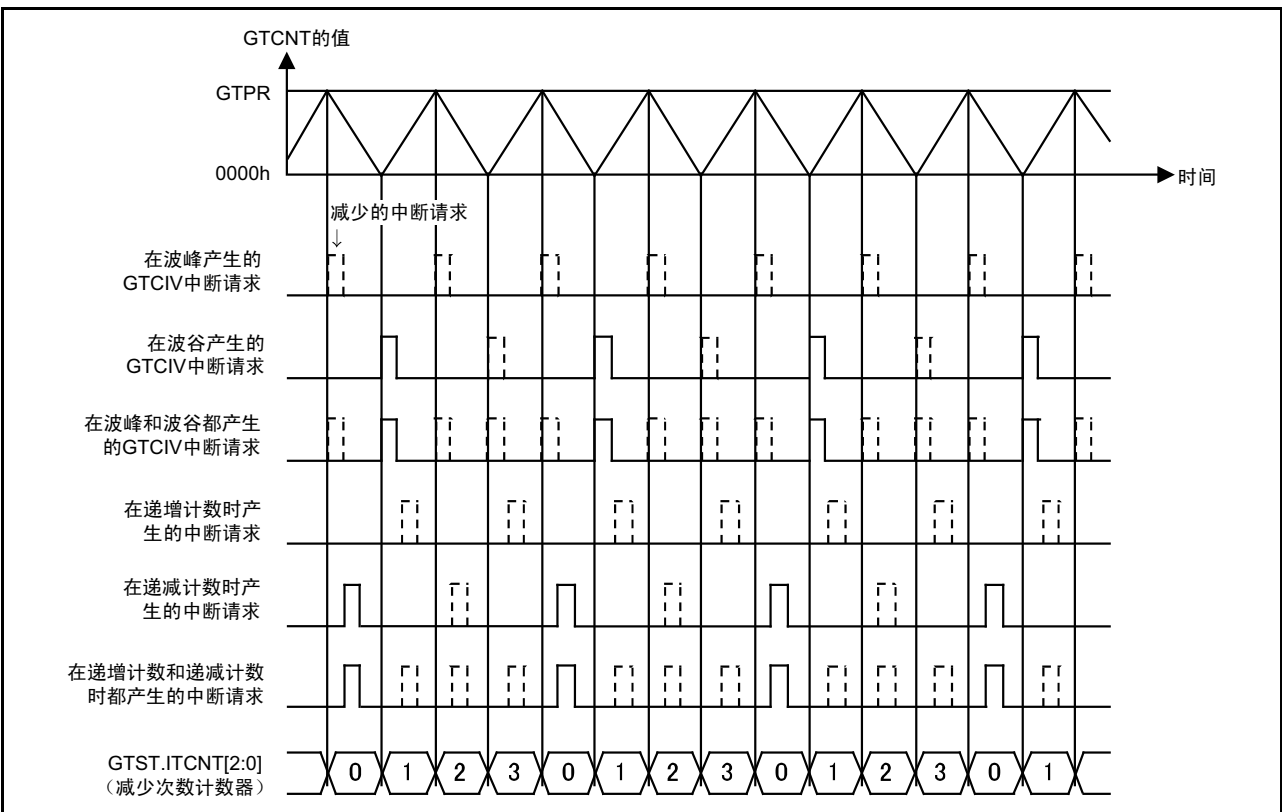 GTCNT的值
GTPR
0000h
时间
减少的中断请求
↓
在波峰产生的
GTCIV中断请求
在波谷产生的
GTCIV中断请求
在波峰和波谷都产生
的GTCIV中断请求
在递增计数时产
生的中断请求
在递减计数时产
生的中断请求
在递增计数和递减计数
时都产生的中断请求
GTST.ITCNT[2:0]
（减少次数计数器）
0 1 2 3 0 1 2 3 0 1 2 3 0 1